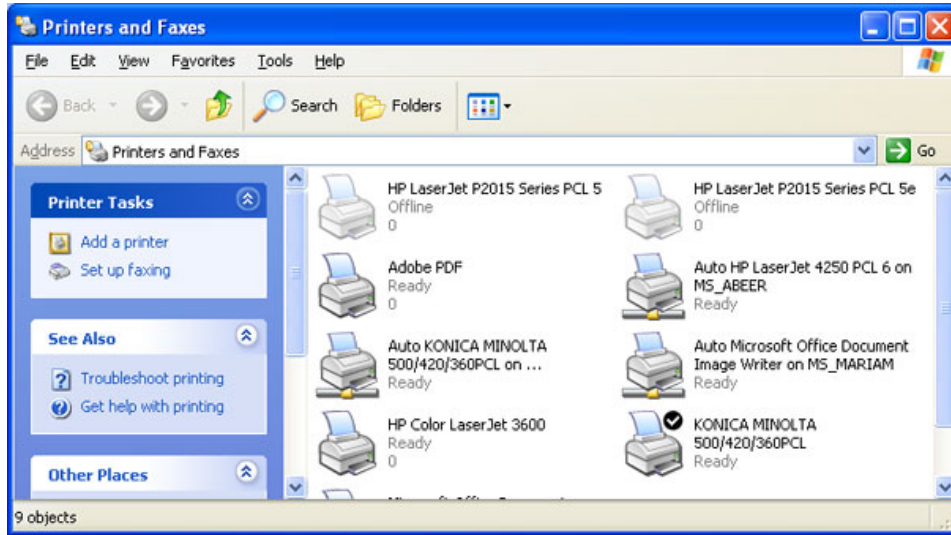 Printers and Faxes
File Edit View Favorites Tools Help
Back Search Folders
Address Printers and Faxes Go
Printer Tasks
Add a printer
Set up faxing
See Also
Troubleshoot printing
Get help with printing
Other Places
HP LaserJet P2015 Series PCL 5
Offline
0
HP LaserJet P2015 Series PCL 5e
Offline
0
Adobe PDF
Ready
0
Auto HP LaserJet 4250 PCL 6 on
MS_ABEER
Ready
Auto KONICA MINOLTA
500/420/360PCL on ...
Ready
Auto Microsoft Office Document
Image Writer on MS_MARIAM
Ready
HP Color LaserJet 3600
Ready
0
KONICA MINOLTA
500/420/360PCL
Ready
9 objects